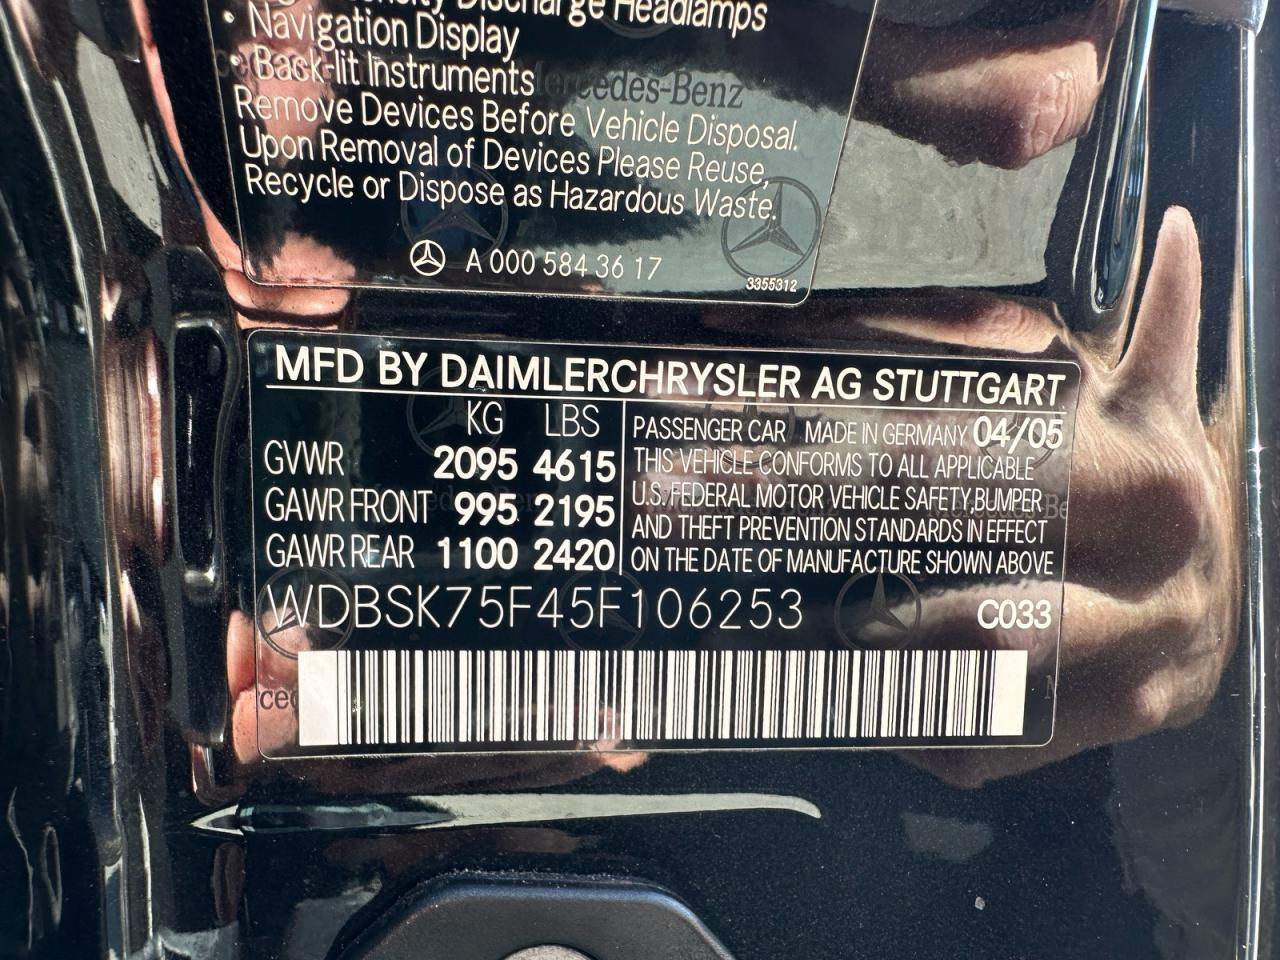 Discharge Headlamps
• Navigation Display
• Back-lit Instruments
Mercedes-Benz
Remove Devices Before Vehicle Disposal.
Upon Removal of Devices Please Reuse,
Recycle or Dispose as Hazardous Waste.
A 000 584 36 17
3355312
MFD BY DAIMLERCHRYSLER AG STUTTGART
KG LBS
GVWR 2095 4615
GAWR FRONT 995 2195
GAWR REAR 1100 2420
PASSENGER CAR MADE IN GERMANY 04/05
THIS VEHICLE CONFORMS TO ALL APPLICABLE
U.S. FEDERAL MOTOR VEHICLE SAFETY,BUMPER
AND THEFT PREVENTION STANDARDS IN EFFECT
ON THE DATE OF MANUFACTURE SHOWN ABOVE
WDBSK75F45F106253 C033